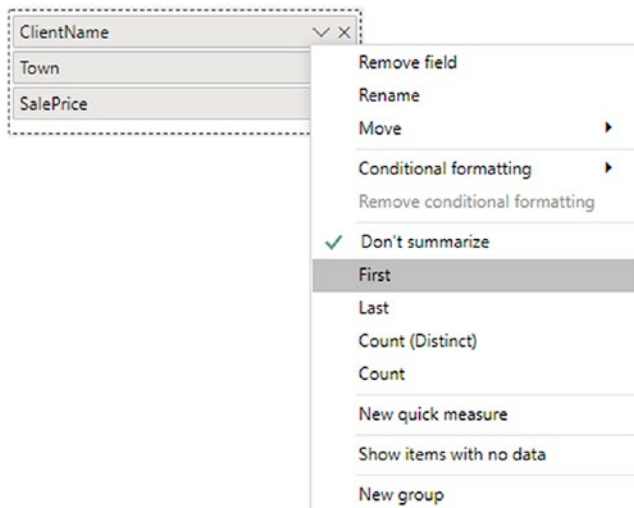 ClientName
Town
SalePrice
Remove field
Rename
Move
Conditional formatting
Remove conditional formatting
Don't summarize
First
Last
Count (Distinct)
Count
New quick measure
Show items with no data
New group